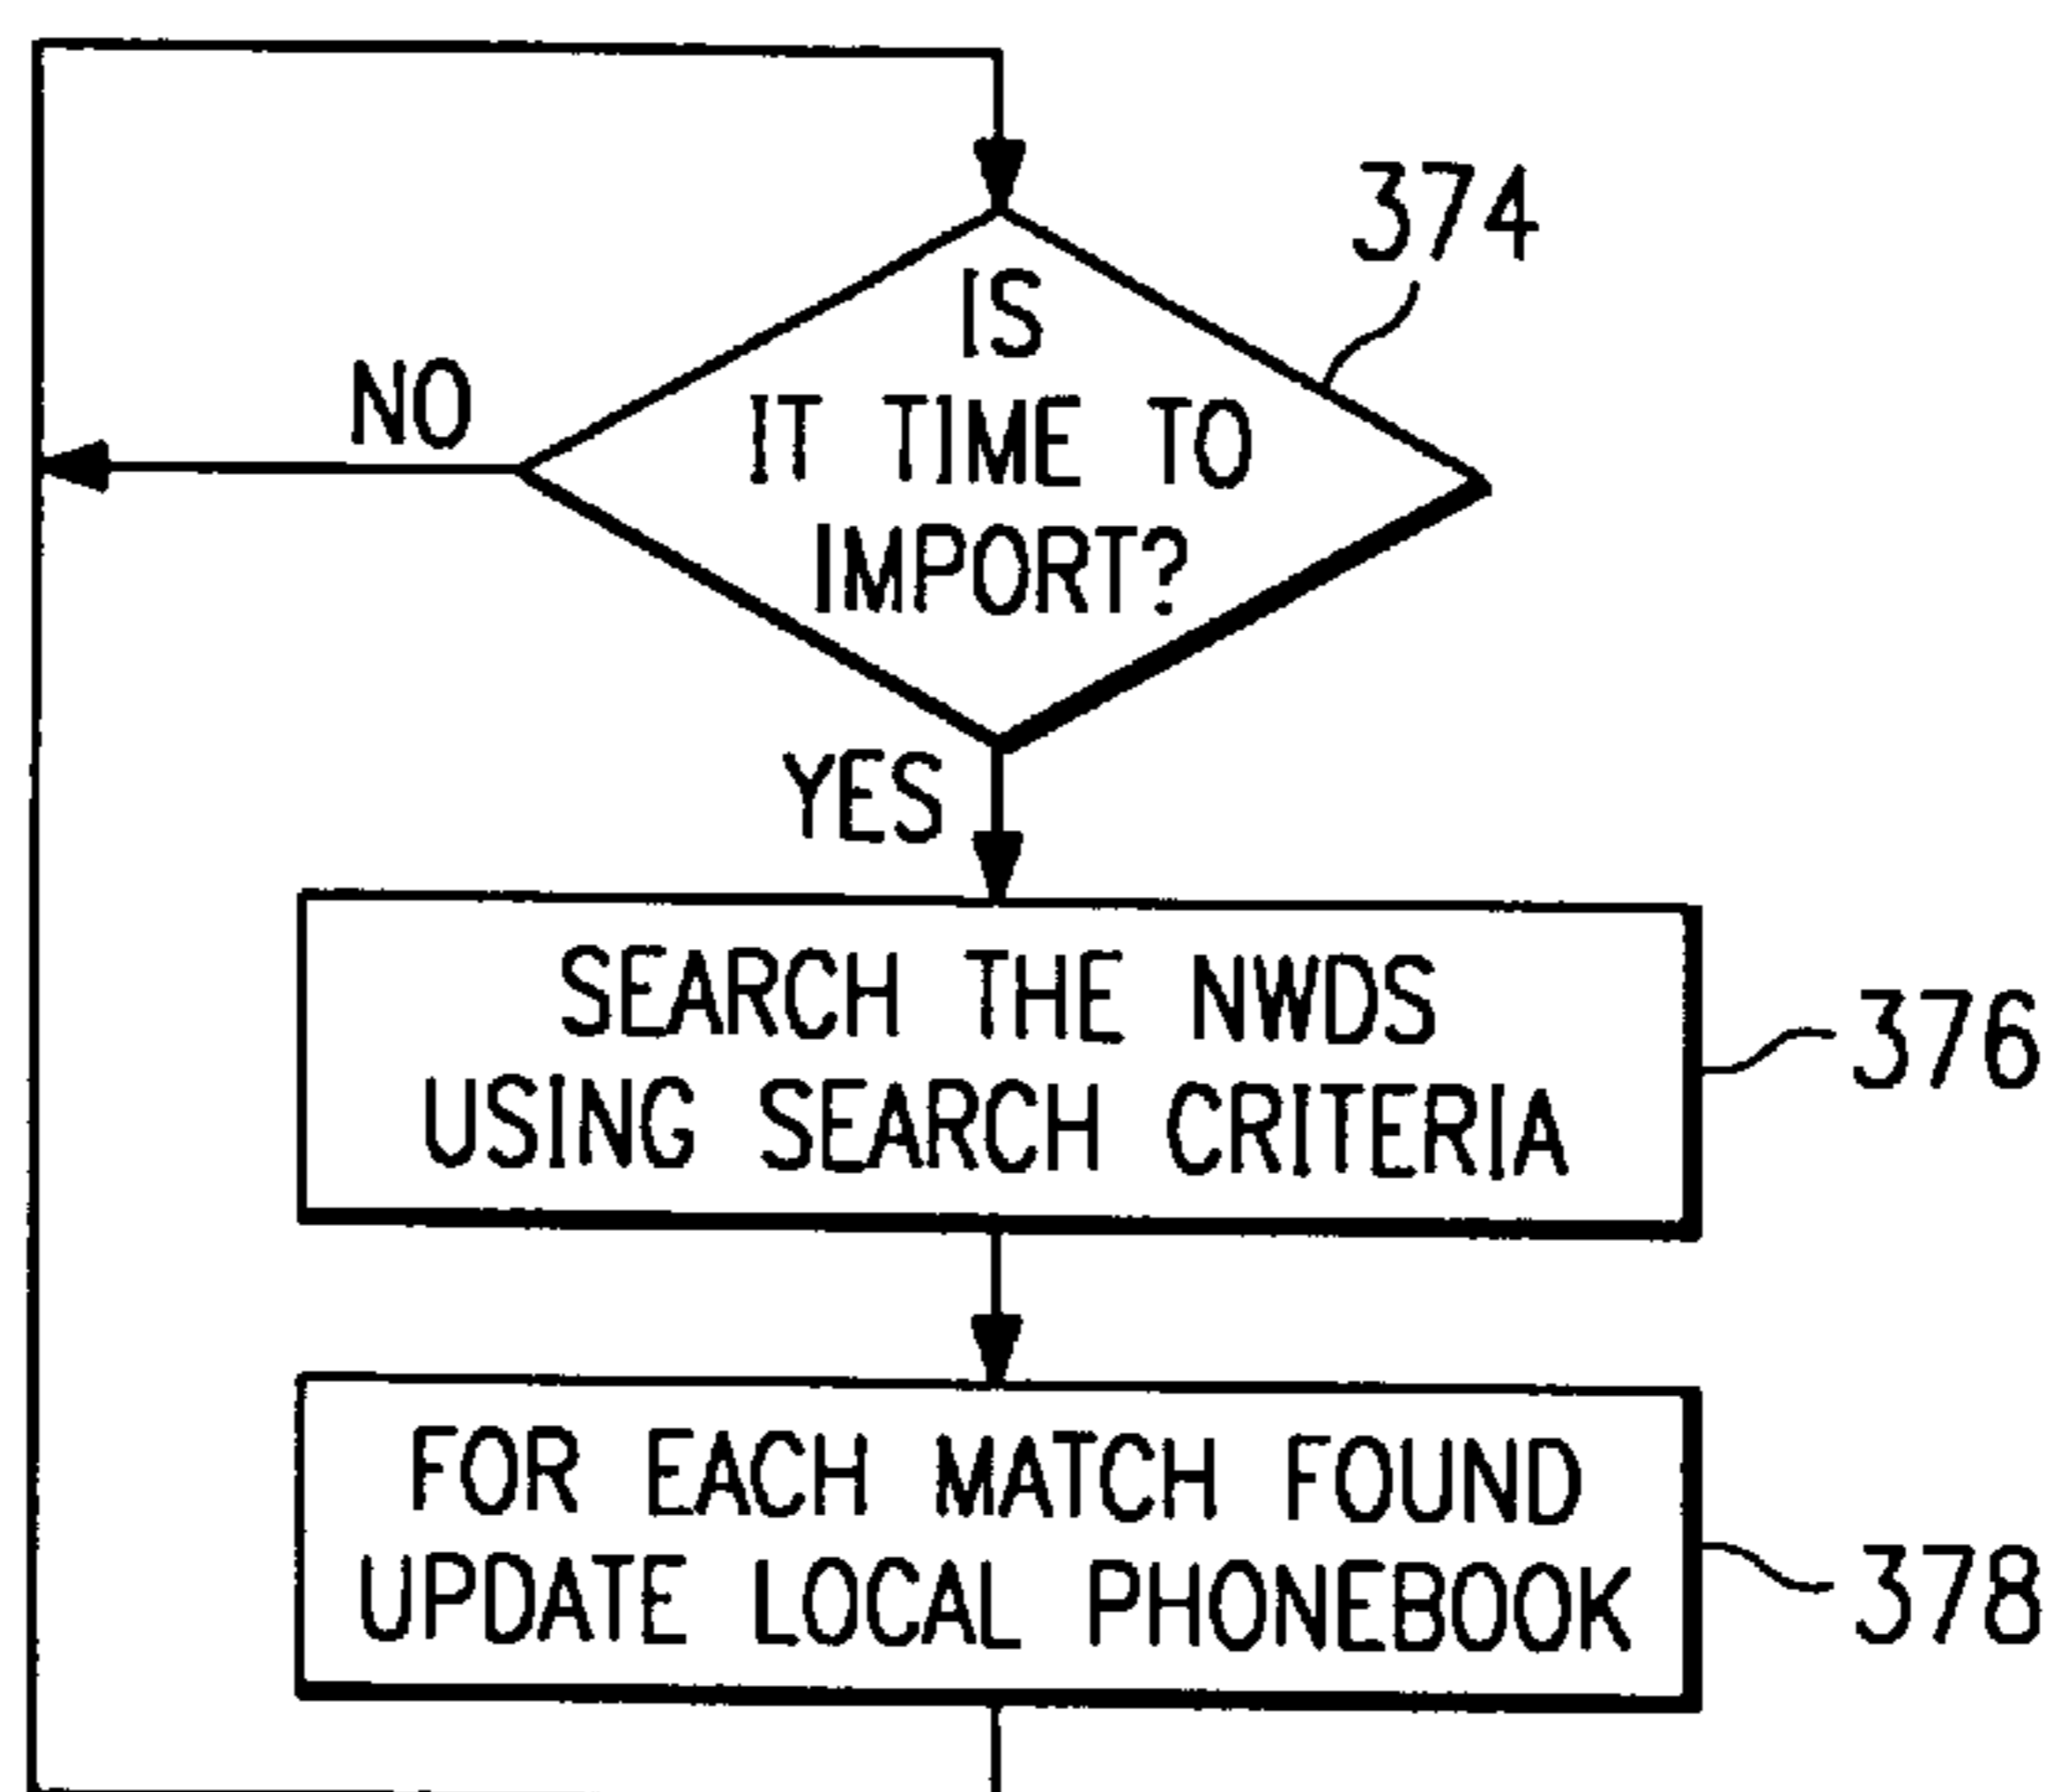 374
IS
IT TIME TO
IMPORT?
NO
YES
SEARCH THE NWDS
USING SEARCH CRITERIA
376
FOR EACH MATCH FOUND
UPDATE LOCAL PHONEBOOK
378